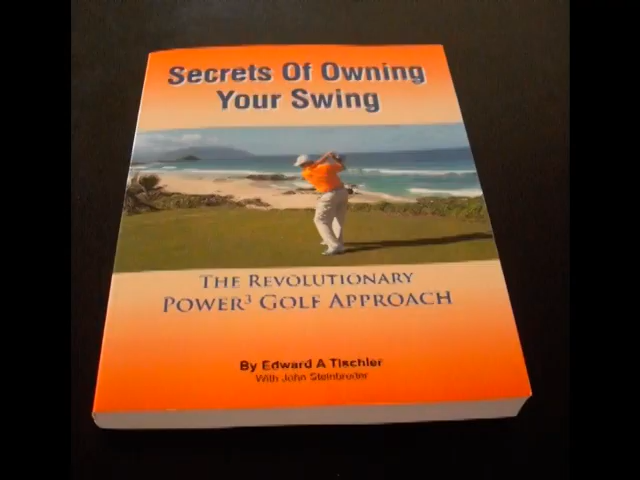 Secrets Of Owning
Your Swing
THE REVOLUTIONARY
POWER³ GOLF APPROACH
By Edward A Tischler
With John Steinbreder